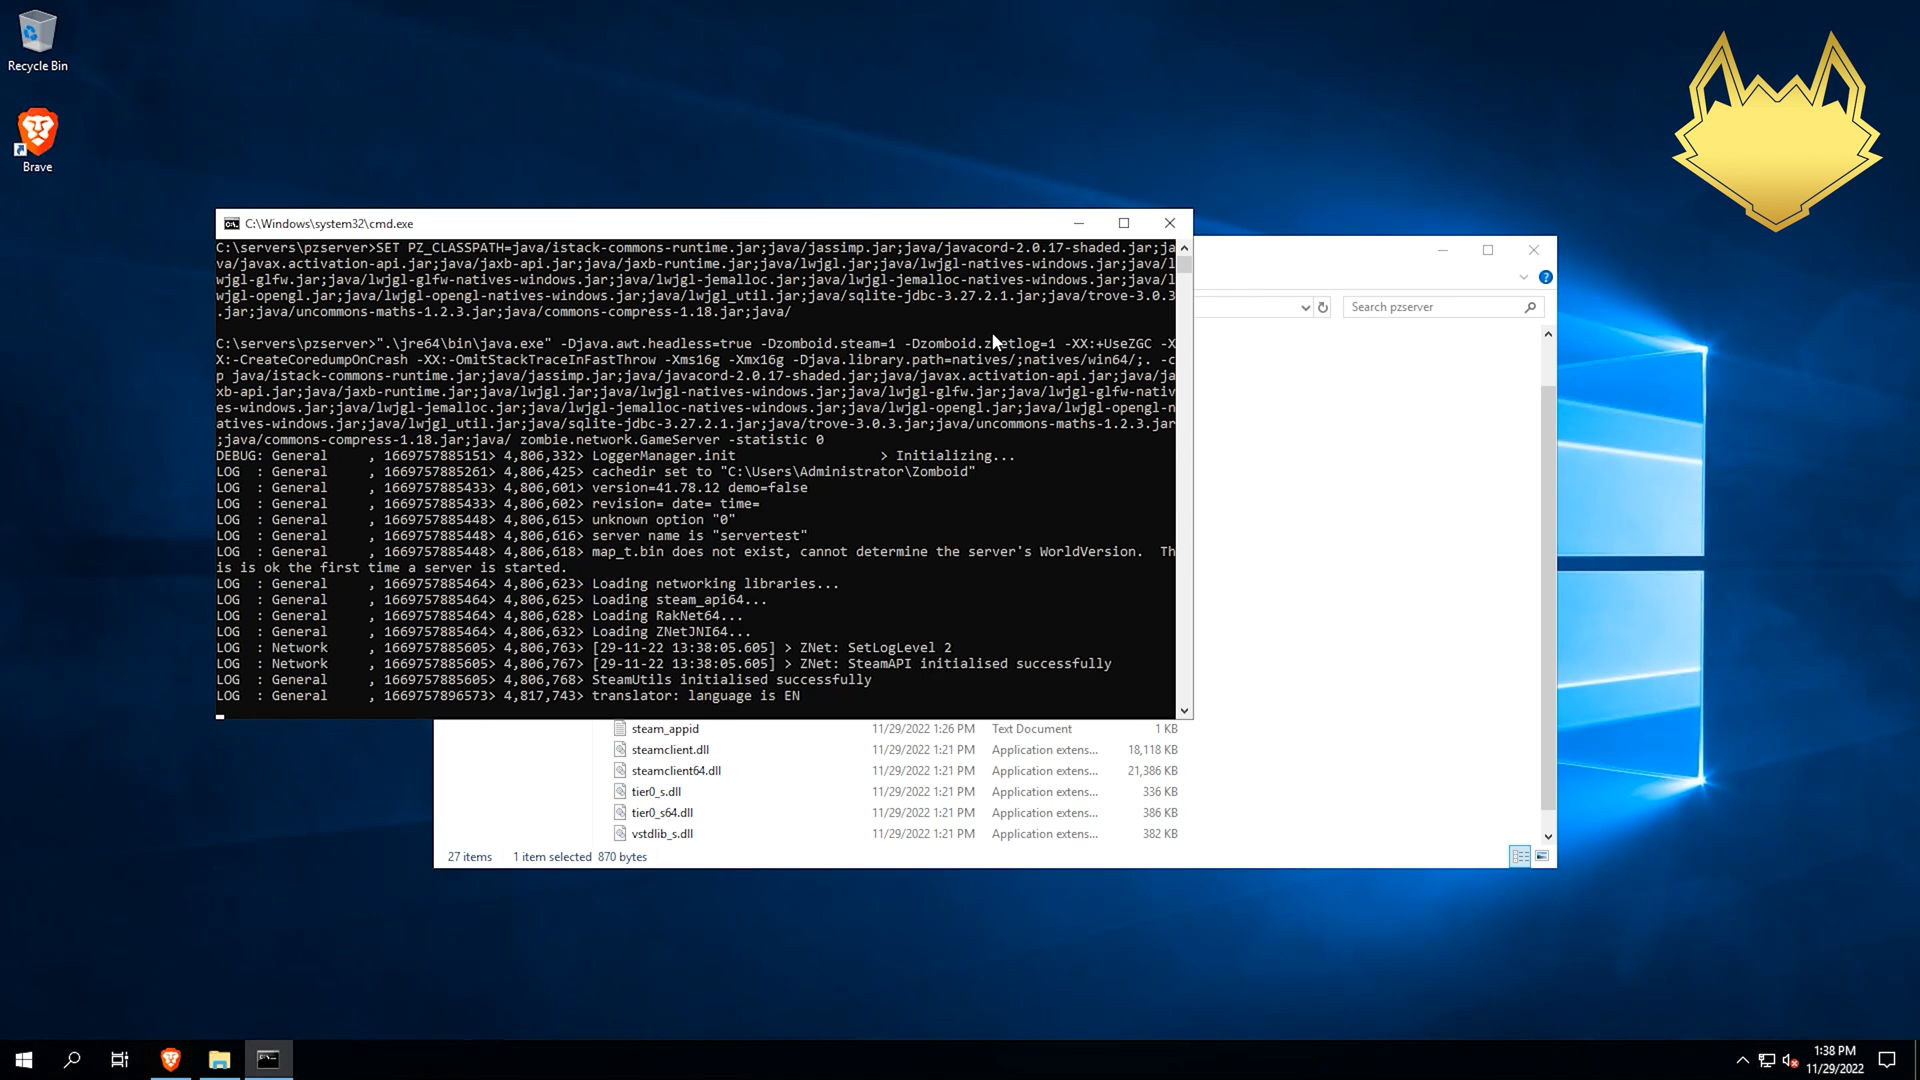 Recycle Bin
Brave
C:\Windows\system32\cmd.exe
C:\servers\pzserver>SET PZ_CLASSPATH=java/istack-commons-runtime.jar;java/jassimp.jar;java/javacord-2.0.17-shaded.jar;ja
va/javax.activation-api.jar;java/jaxb-api.jar;java/jaxb-runtime.jar;java/lwjgl.jar;java/lwjgl-natives-windows.jar;java/l
wjgl-glfw.jar;java/lwjgl-glfw-natives-windows.jar;java/lwjgl-jemalloc.jar;java/lwjgl-jemalloc-natives-windows.jar;java/l
wjgl-opengl.jar;java/lwjgl-opengl-natives-windows.jar;java/lwjgl_util.jar;java/sqlite-jdbc-3.27.2.1.jar;java/trove-3.0.3
.jar;java/uncommons-maths-1.2.3.jar;java/commons-compress-1.18.jar;java/
C:\servers\pzserver>".\jre64\bin\java.exe" -Djava.awt.headless=true -Dzomboid.steam=1 -Dzomboid.znetlog=1 -XX:+UseZGC -X
X:-CreateCoredumpOnCrash -XX:-OmitStackTraceInFastThrow -Xms16g -Xmx16g -Djava.library.path=natives/;natives/win64/;. -c
p java/istack-commons-runtime.jar;java/jassimp.jar;java/javacord-2.0.17-shaded.jar;java/javax.activation-api.jar;java/ja
xb-api.jar;java/jaxb-runtime.jar;java/lwjgl.jar;java/lwjgl-natives-windows.jar;java/lwjgl-glfw.jar;java/lwjgl-glfw-nativ
es-windows.jar;java/lwjgl-jemalloc.jar;java/lwjgl-jemalloc-natives-windows.jar;java/lwjgl-opengl.jar;java/lwjgl-opengl-n
atives-windows.jar;java/lwjgl_util.jar;java/sqlite-jdbc-3.27.2.1.jar;java/trove-3.0.3.jar;java/uncommons-maths-1.2.3.jar
;java/commons-compress-1.18.jar;java/ zombie.network.GameServer -statistic 0
DEBUG: General , 1669757885151> 4,806,332> LoggerManager.init > Initializing...
LOG : General , 1669757885261> 4,806,425> cachedir set to "C:\Users\Administrator\Zomboid"
LOG : General , 1669757885433> 4,806,601> version=41.78.12 demo=false
LOG : General , 1669757885433> 4,806,602> revision= date= time=
LOG : General , 1669757885448> 4,806,615> unknown option "0"
LOG : General , 1669757885448> 4,806,616> server name is "servertest"
LOG : General , 1669757885448> 4,806,618> map_t.bin does not exist, cannot determine the server's WorldVersion. Th
is is ok the first time a server is started.
LOG : General , 1669757885464> 4,806,623> Loading networking libraries...
LOG : General , 1669757885464> 4,806,625> Loading steam_api64...
LOG : General , 1669757885464> 4,806,628> Loading RakNet64...
LOG : General , 1669757885464> 4,806,632> Loading ZNetJNI64...
LOG : Network , 1669757885605> 4,806,763> [29-11-22 13:38:05.605] > ZNet: SetLogLevel 2
LOG : Network , 1669757885605> 4,806,767> [29-11-22 13:38:05.605] > ZNet: SteamAPI initialised successfully
LOG : General , 1669757885605> 4,806,768> SteamUtils initialised successfully
LOG : General , 1669757896573> 4,817,743> translator: language is EN
Search pzserver
steam_appid 11/29/2022 1:26 PM Text Document 1 KB
steamclient.dll 11/29/2022 1:21 PM Application extens... 18,118 KB
steamclient64.dll 11/29/2022 1:21 PM Application extens... 21,386 KB
tier0_s.dll 11/29/2022 1:21 PM Application extens... 336 KB
tier0_s64.dll 11/29/2022 1:21 PM Application extens... 386 KB
vstdlib_s.dll 11/29/2022 1:21 PM Application extens... 382 KB
27 items 1 item selected 870 bytes
1:38 PM
11/29/2022